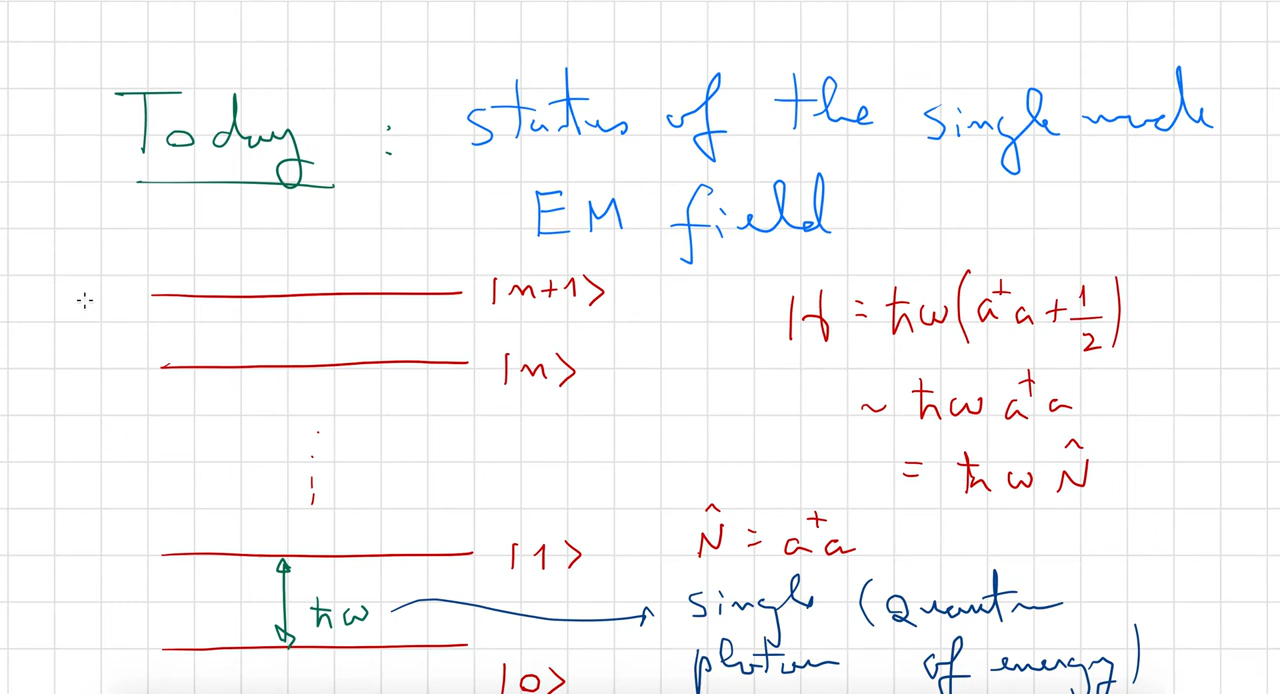 Today : states of the single mode
EM field
|n+1>
H = ħω(a⁺a + 1/2)
|n>
~ ħω a⁺a
= ħω N̂
|1>
N̂ = a⁺a
ħω
single (Quantum
photon of energy)
|0>